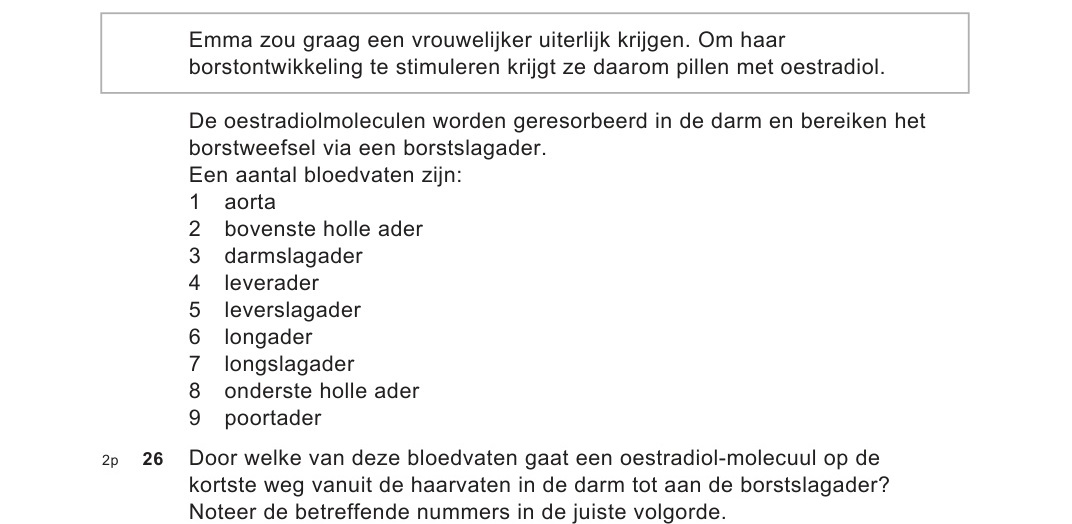 Emma zou graag een vrouwelijker uiterlijk krijgen. Om haar
borstontwikkeling te stimuleren krijgt ze daarom pillen met oestradiol.
De oestradiolmoleculen worden geresorbeerd in de darm en bereiken het
borstweefsel via een borstslagader.
Een aantal bloedvaten zijn:
1 aorta
2 bovenste holle ader
3 darmslagader
4 leverader
5 leverslagader
6 longader
7 longslagader
8 onderste holle ader
9 poortader
2p 26 Door welke van deze bloedvaten gaat een oestradiol-molecuul op de
kortste weg vanuit de haarvaten in de darm tot aan de borstslagader?
Noteer de betreffende nummers in de juiste volgorde.